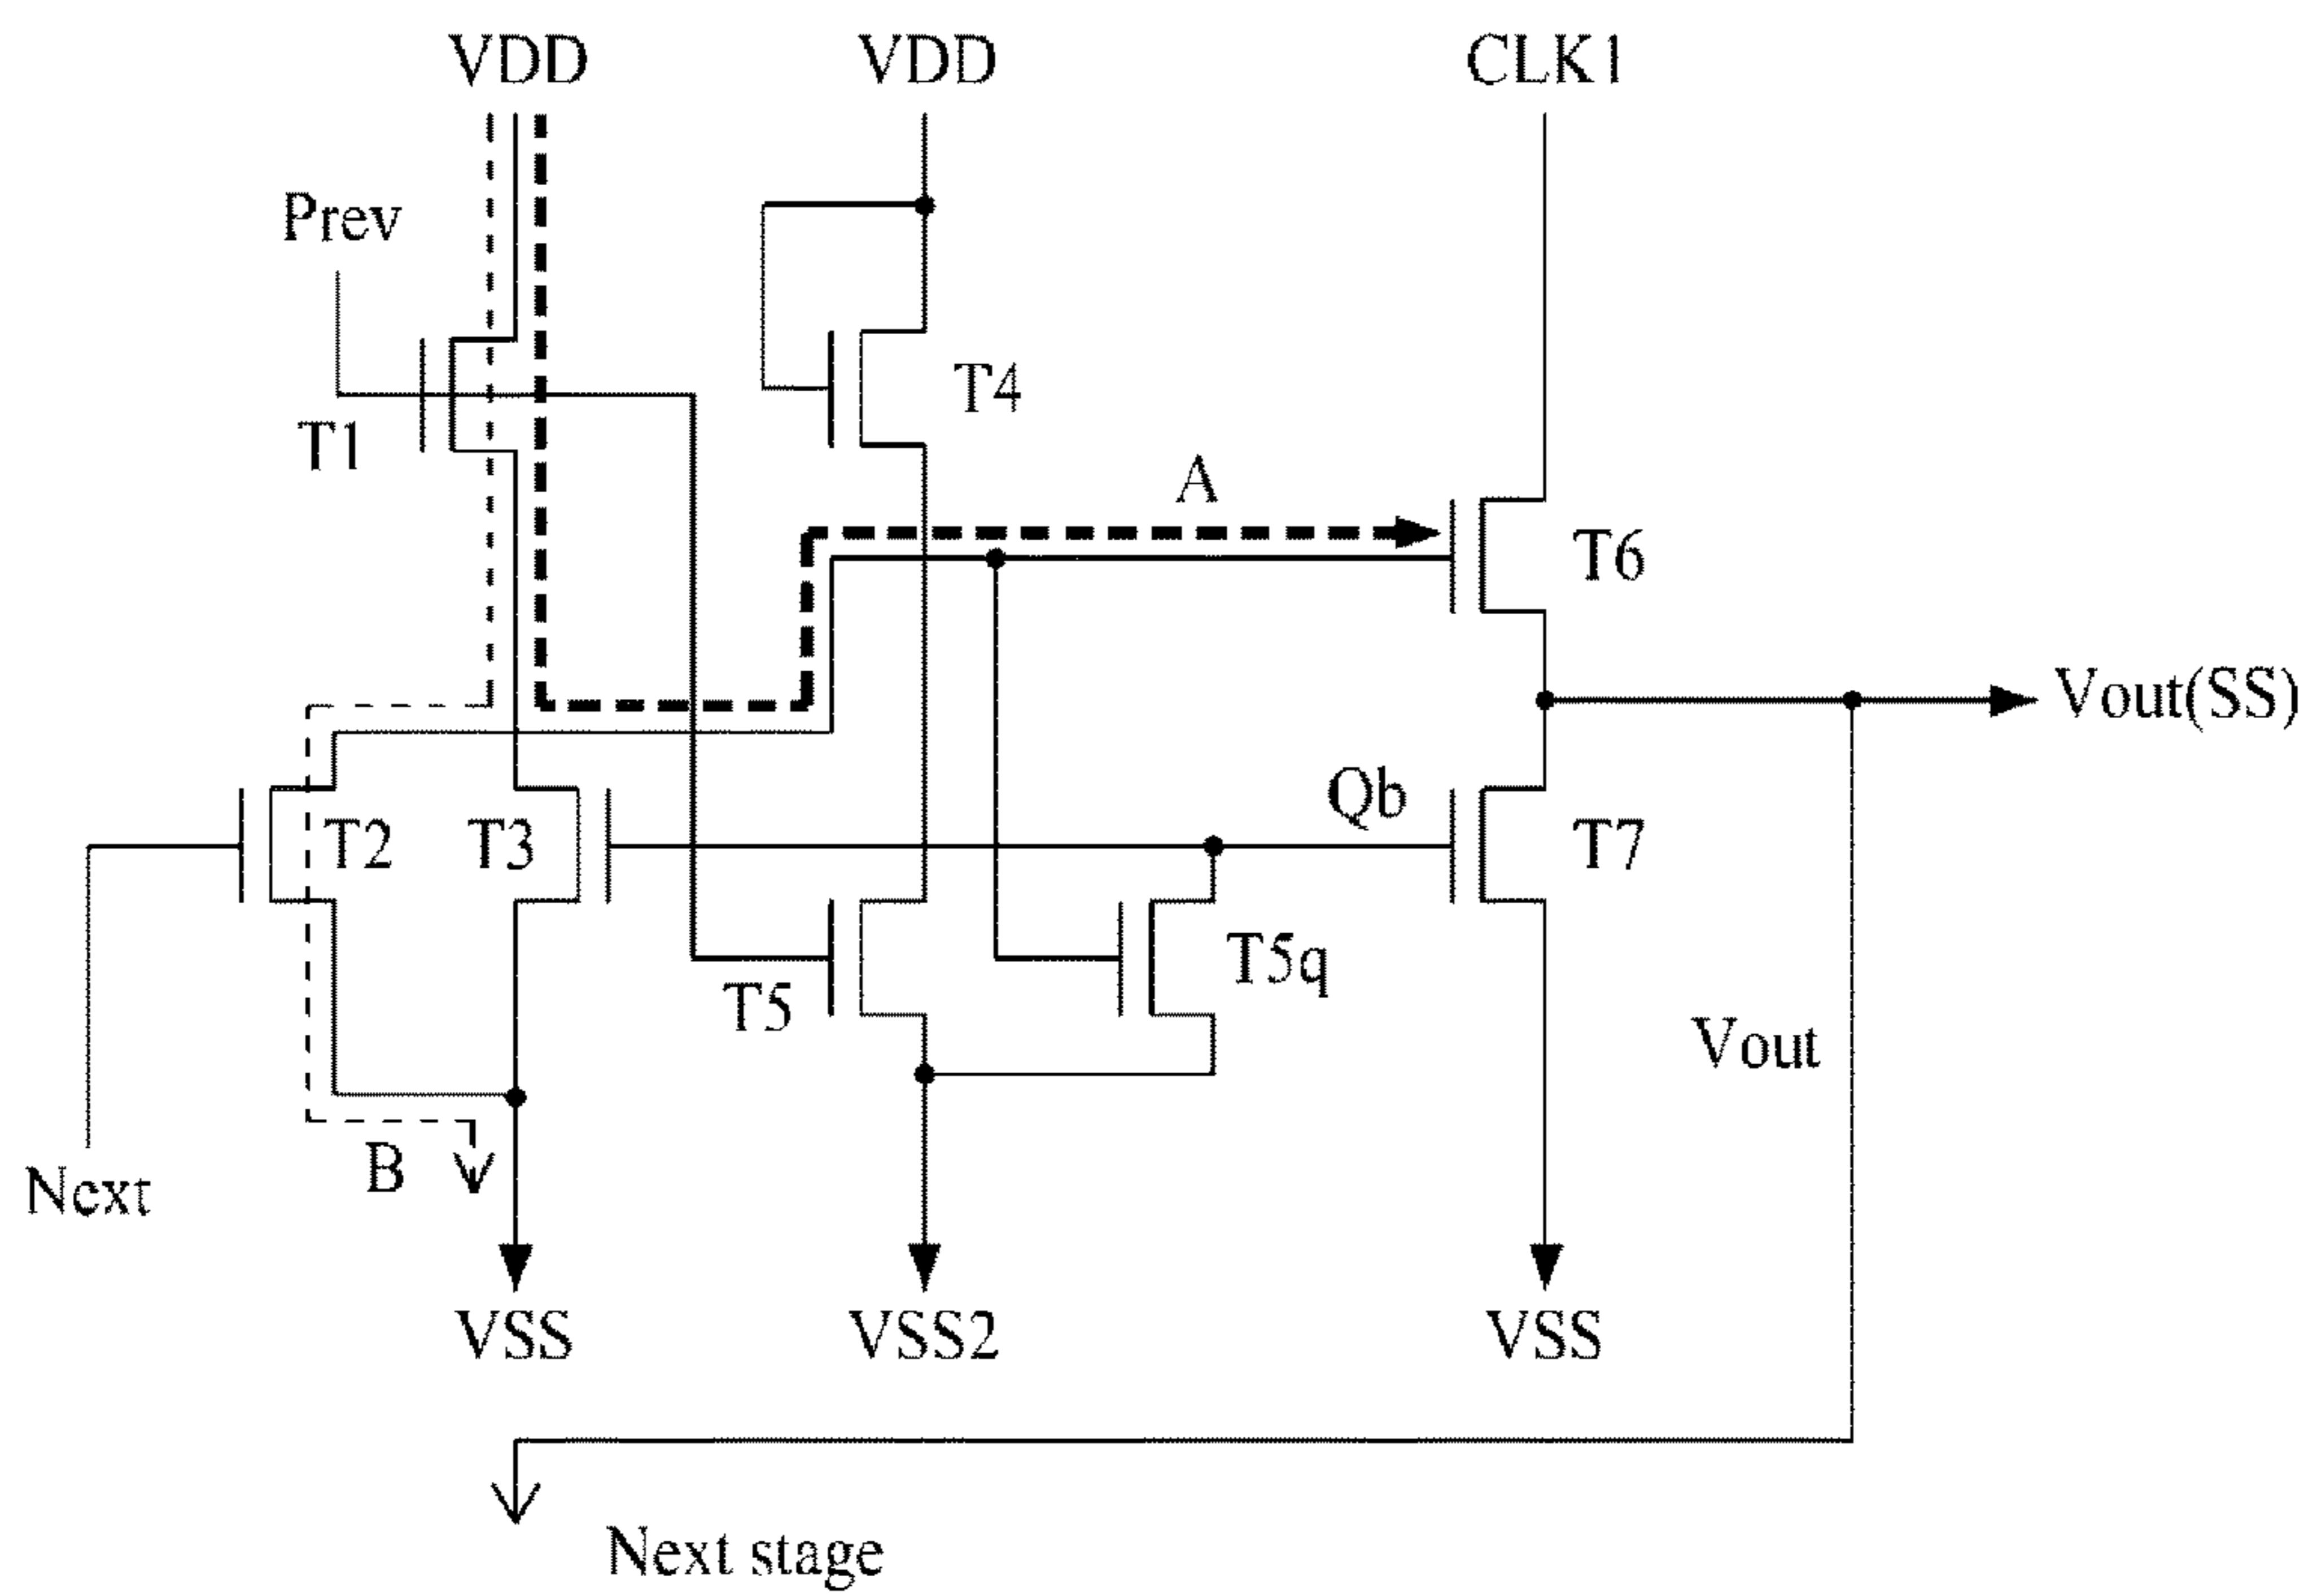 VDD
VDD
CLK1
Prev
T1
T4
A
T6
Vout(SS)
Qb
T2
T3
T7
T5
T5q
Vout
B
Next
VSS
VSS2
VSS
Next stage